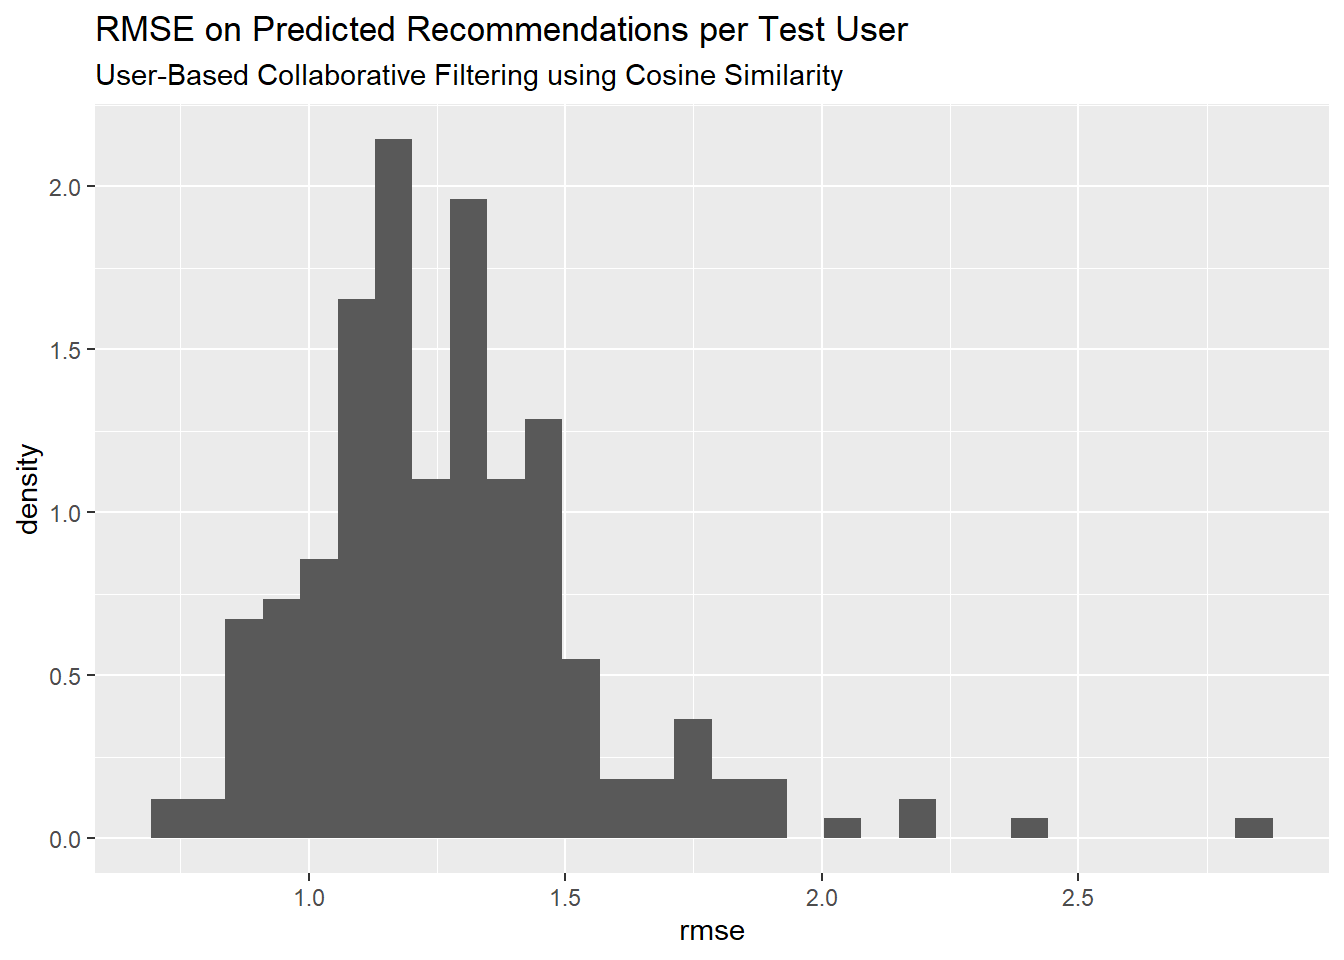 RMSE on Predicted Recommendations per Test User
User-Based Collaborative Filtering using Cosine Similarity
density
2.0
1.5
1.0
0.5
0.0
1.0 1.5 2.0 2.5
rmse